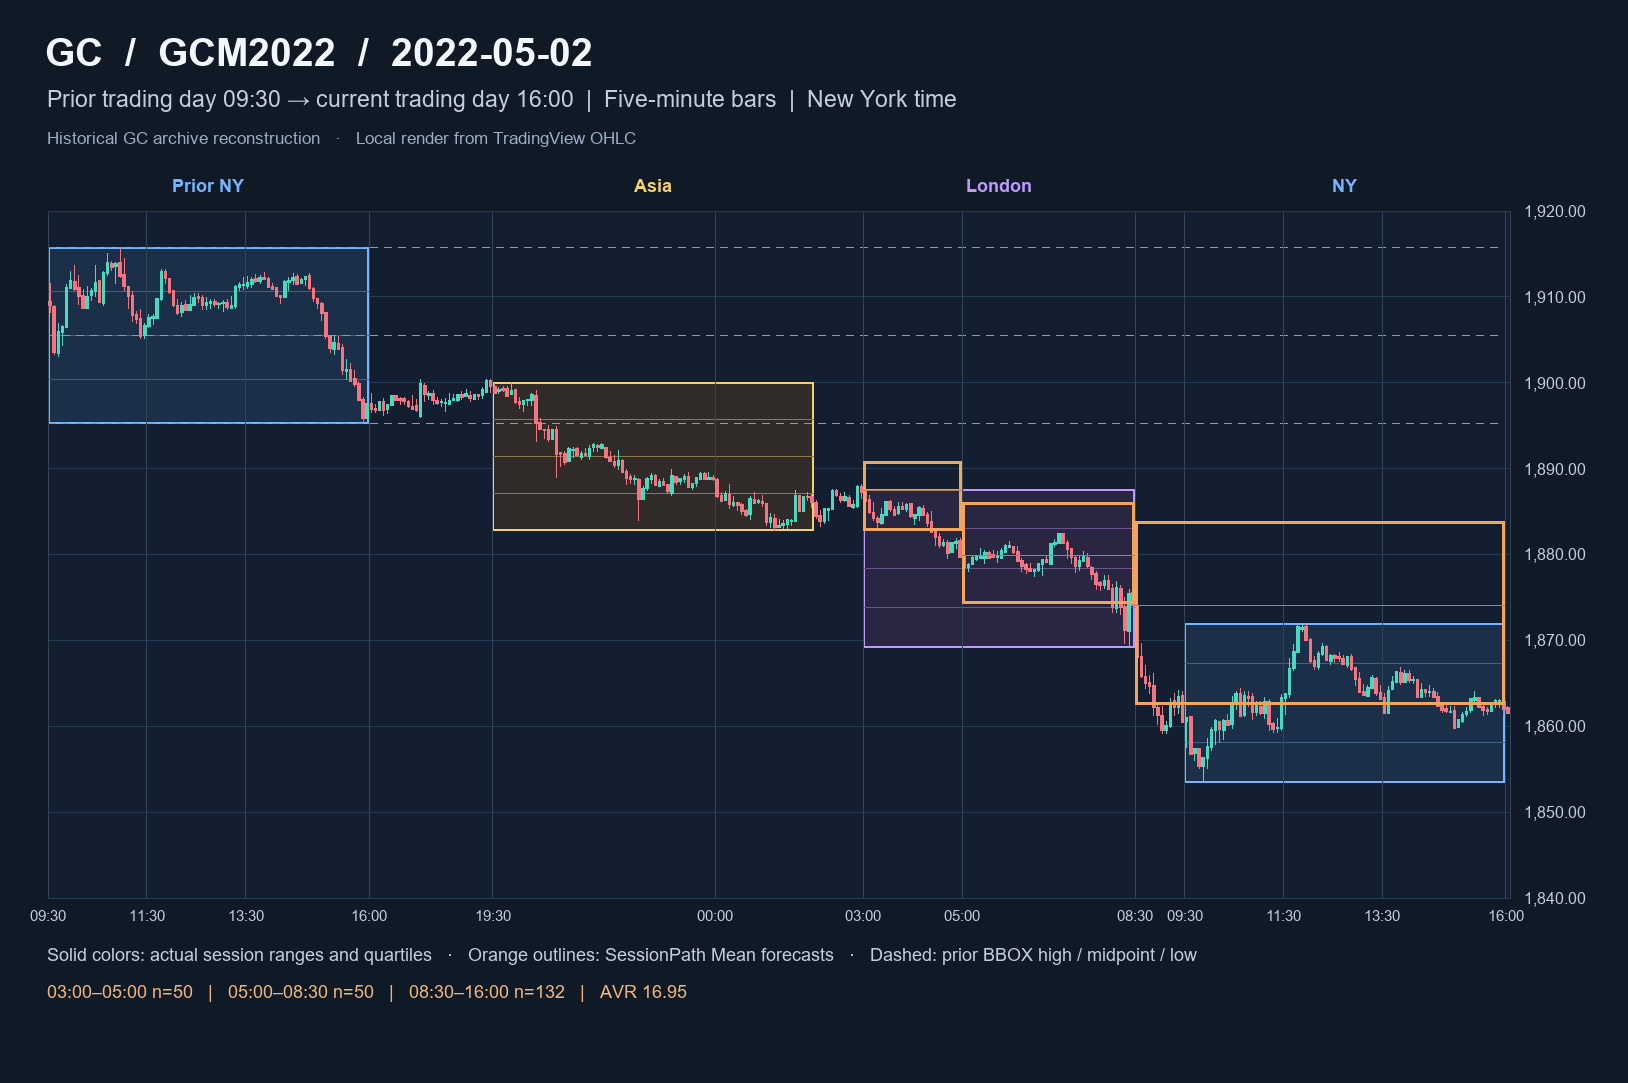 GC / GCM2022 / 2022-05-02
Prior trading day 09:30 → current trading day 16:00 | Five-minute bars | New York time
Historical GC archive reconstruction · Local render from TradingView OHLC
Prior NY Asia London NY
1,920.00
1,910.00
1,900.00
1,890.00
1,880.00
1,870.00
1,860.00
1,850.00
1,840.00
09:30 11:30 13:30 16:00 19:30 00:00 03:00 05:00 08:30 09:30 11:30 13:30 16:00
Solid colors: actual session ranges and quartiles · Orange outlines: SessionPath Mean forecasts · Dashed: prior BBOX high / midpoint / low
03:00–05:00 n=50 | 05:00–08:30 n=50 | 08:30–16:00 n=132 | AVR 16.95